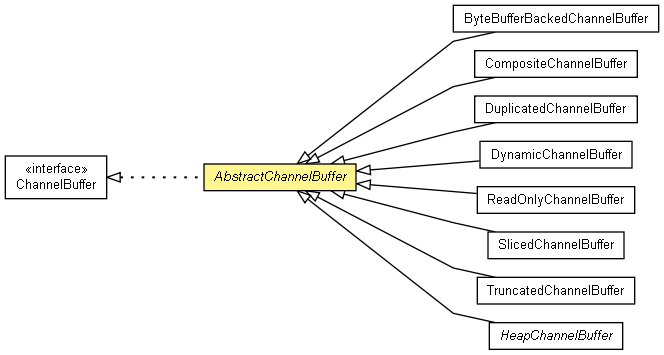 ByteBufferBackedChannelBuffer
CompositeChannelBuffer
DuplicatedChannelBuffer
DynamicChannelBuffer
«interface»
ChannelBuffer
AbstractChannelBuffer
ReadOnlyChannelBuffer
SlicedChannelBuffer
TruncatedChannelBuffer
HeapChannelBuffer